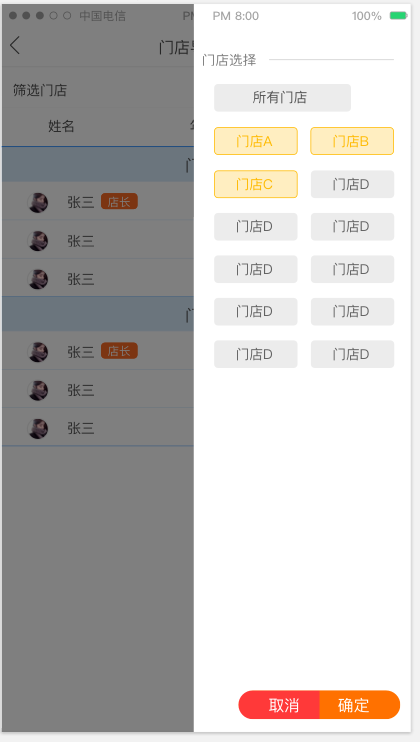 中国电信 PM 8:00 100%
门店
筛选门店
姓名
张三 店长
张三
张三
门
张三 店长
张三
张三
门店选择
所有门店
门店A 门店B
门店C 门店D
门店D 门店D
门店D 门店D
门店D 门店D
门店D 门店D
取消 确定